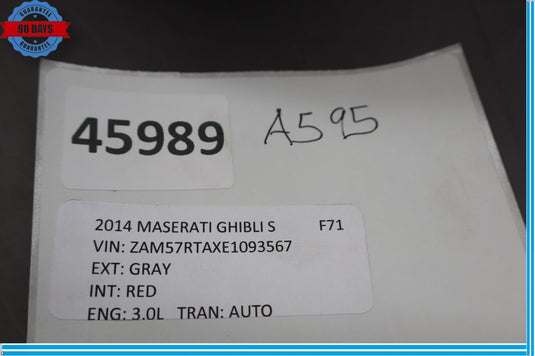 GUARANTEE
90 DAYS
GUARANTEE
45989
A595
2014 MASERATI GHIBLI S F71
VIN: ZAM57RTAXE1093567
EXT: GRAY
INT: RED
ENG: 3.0L TRAN: AUTO